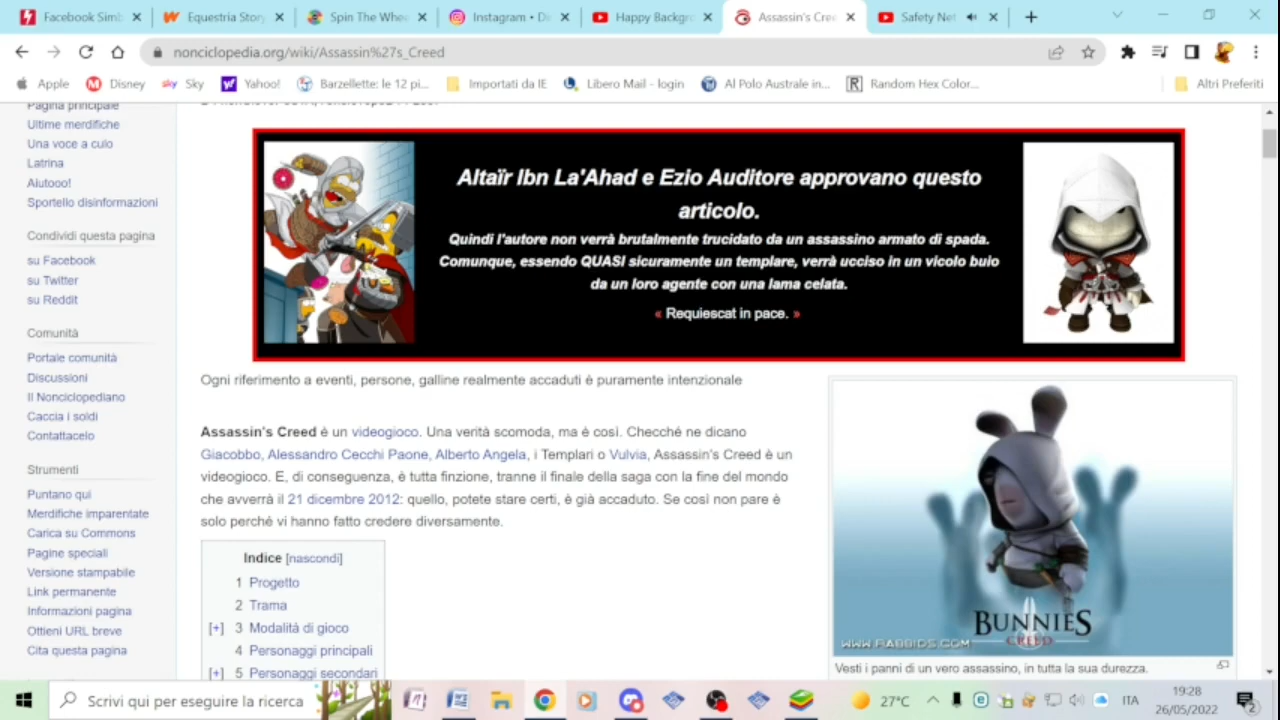 Facebook Simb
Equestria Story
Spin The Whee
Instagram • Di
Happy Backgro
Assassin's Cree
Safety Net
nonciclopedia.org/wiki/Assassin%27s_Creed
Apple
Disney
Sky
Yahoo!
Barzellette: le 12 pi...
Importati da IE
Libero Mail - login
Al Polo Australe in...
Random Hex Color...
Altri Preferiti
Pagina principale
Ultime merdifiche
Una voce a culo
Latrina
Aiutooo!
Sportello disinformazioni
Condividi questa pagina
su Facebook
su Twitter
su Reddit
Comunità
Portale comunità
Discussioni
Il Nonciclopediano
Caccia i soldi
Contattacelo
Strumenti
Puntano qui
Merdifiche imparentate
Carica su Commons
Pagine speciali
Versione stampabile
Link permanente
Informazioni pagina
Ottieni URL breve
Cita questa pagina
Altaïr Ibn La'Ahad e Ezio Auditore approvano questo
articolo.
Quindi l'autore non verrà brutalmente trucidato da un assassino armato di spada.
Comunque, essendo QUASI sicuramente un templare, verrà ucciso in un vicolo buio
da un loro agente con una lama celata.
« Requiescat in pace. »
Ogni riferimento a eventi, persone, galline realmente accaduti è puramente intenzionale
Assassin's Creed è un videogioco. Una verità scomoda, ma è così. Checché ne dicano
Giacobbo, Alessandro Cecchi Paone, Alberto Angela, i Templari o Vulvia, Assassin's Creed è un
videogioco. E, di conseguenza, è tutta finzione, tranne il finale della saga con la fine del mondo
che avverrà il 21 dicembre 2012: quello, potete stare certi, è già accaduto. Se così non pare è
solo perché vi hanno fatto credere diversamente.
Indice [nascondi]
1 Progetto
2 Trama
[+] 3 Modalità di gioco
4 Personaggi principali
[+] 5 Personaggi secondari
BUNNIES
CREED
WWW.RABBIDS.COM
Vesti i panni di un vero assassino, in tutta la sua durezza.
Scrivi qui per eseguire la ricerca
27°C
ITA
19:28
26/05/2022
2